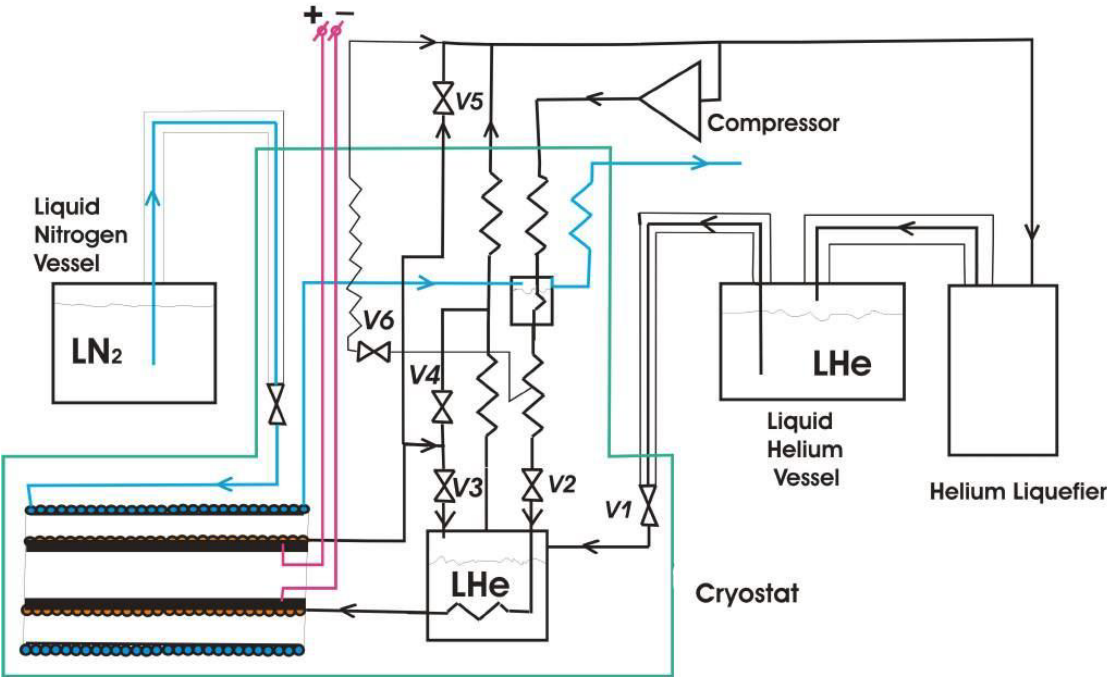 + −
V5
Compressor
Liquid
Nitrogen
Vessel
LN2
V6
V4
LHe
Liquid
Helium
Vessel
V3
V2
V1
Helium Liquefier
LHe
Cryostat